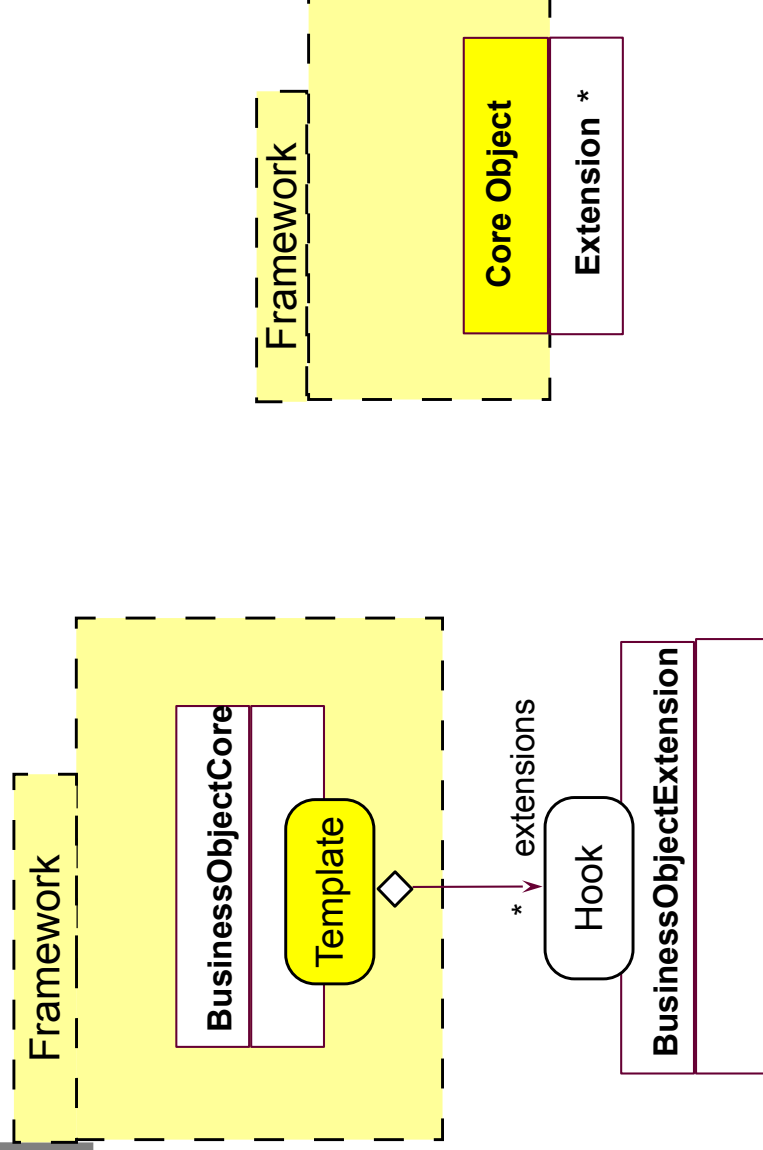 Framework
BusinessObjectCore
Template
* extensions
Hook
BusinessObjectExtension
Framework
Core Object
Extension *